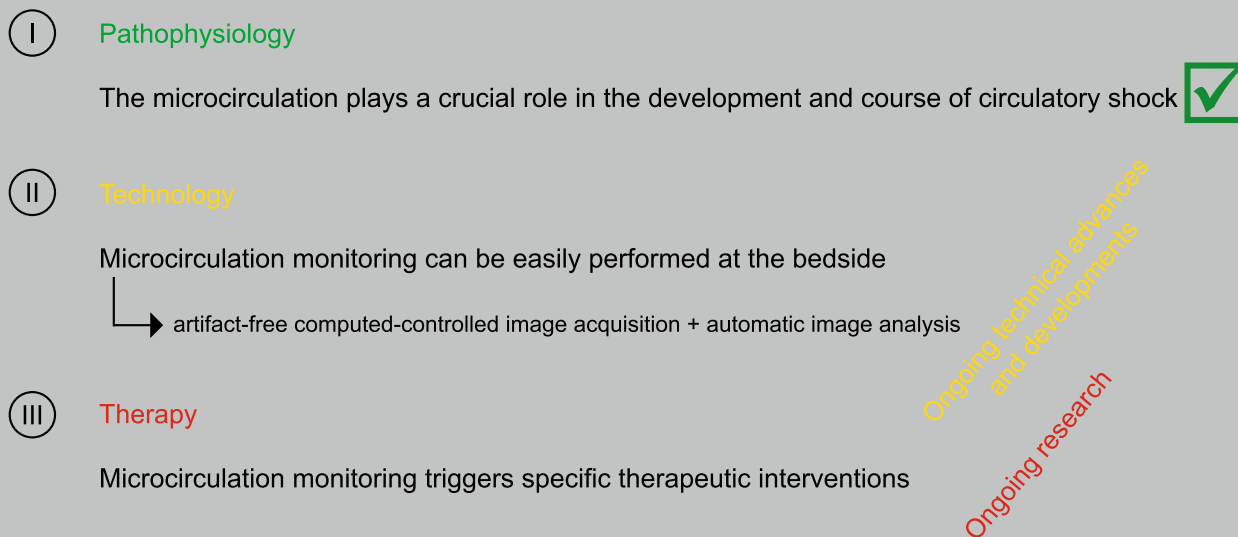 I
Pathophysiology
The microcirculation plays a crucial role in the development and course of circulatory shock
II
Technology
Microcirculation monitoring can be easily performed at the bedside
artifact-free computed-controlled image acquisition + automatic image analysis
Ongoing technical advances
and developments
III
Therapy
Microcirculation monitoring triggers specific therapeutic interventions
Ongoing research